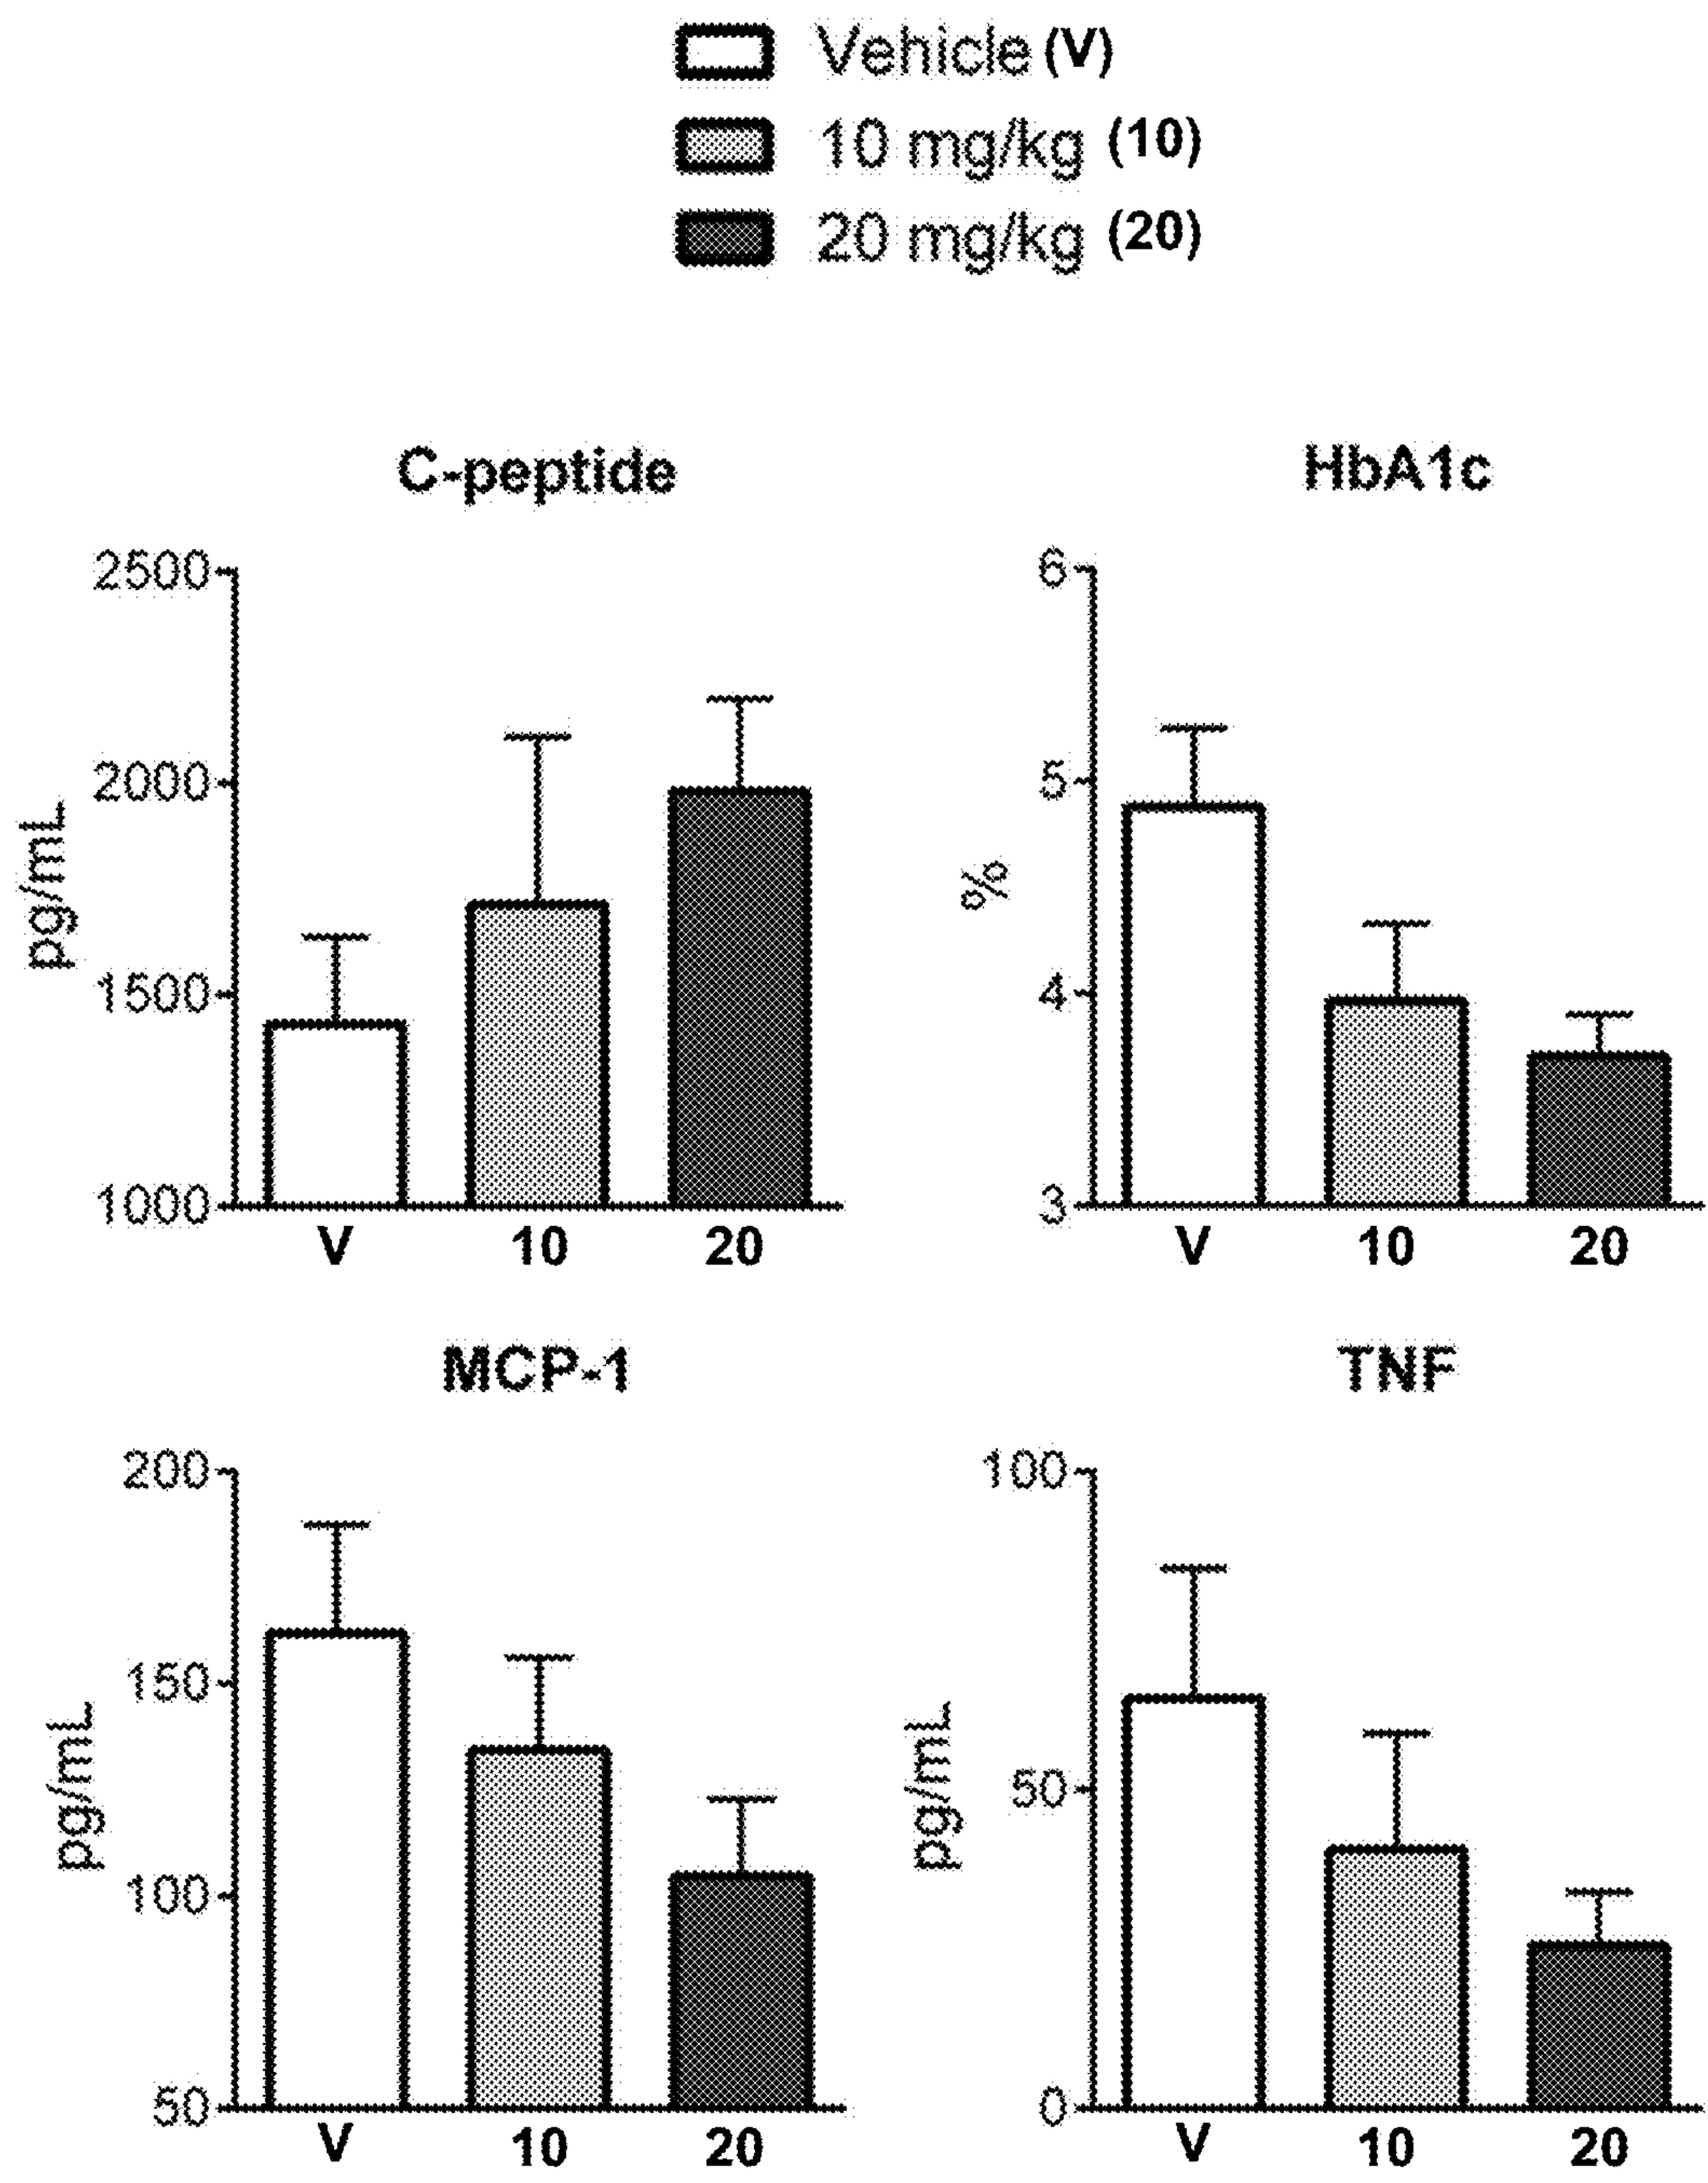 Vehicle (V)
10 mg/kg (10)
20 mg/kg (20)
C-peptide
2500
2000
1500
1000
pg/mL
V 10 20
HbA1c
6
5
4
3
%
V 10 20
MCP-1
200
150
100
50
pg/mL
V 10 20
TNF
100
50
0
pg/mL
V 10 20